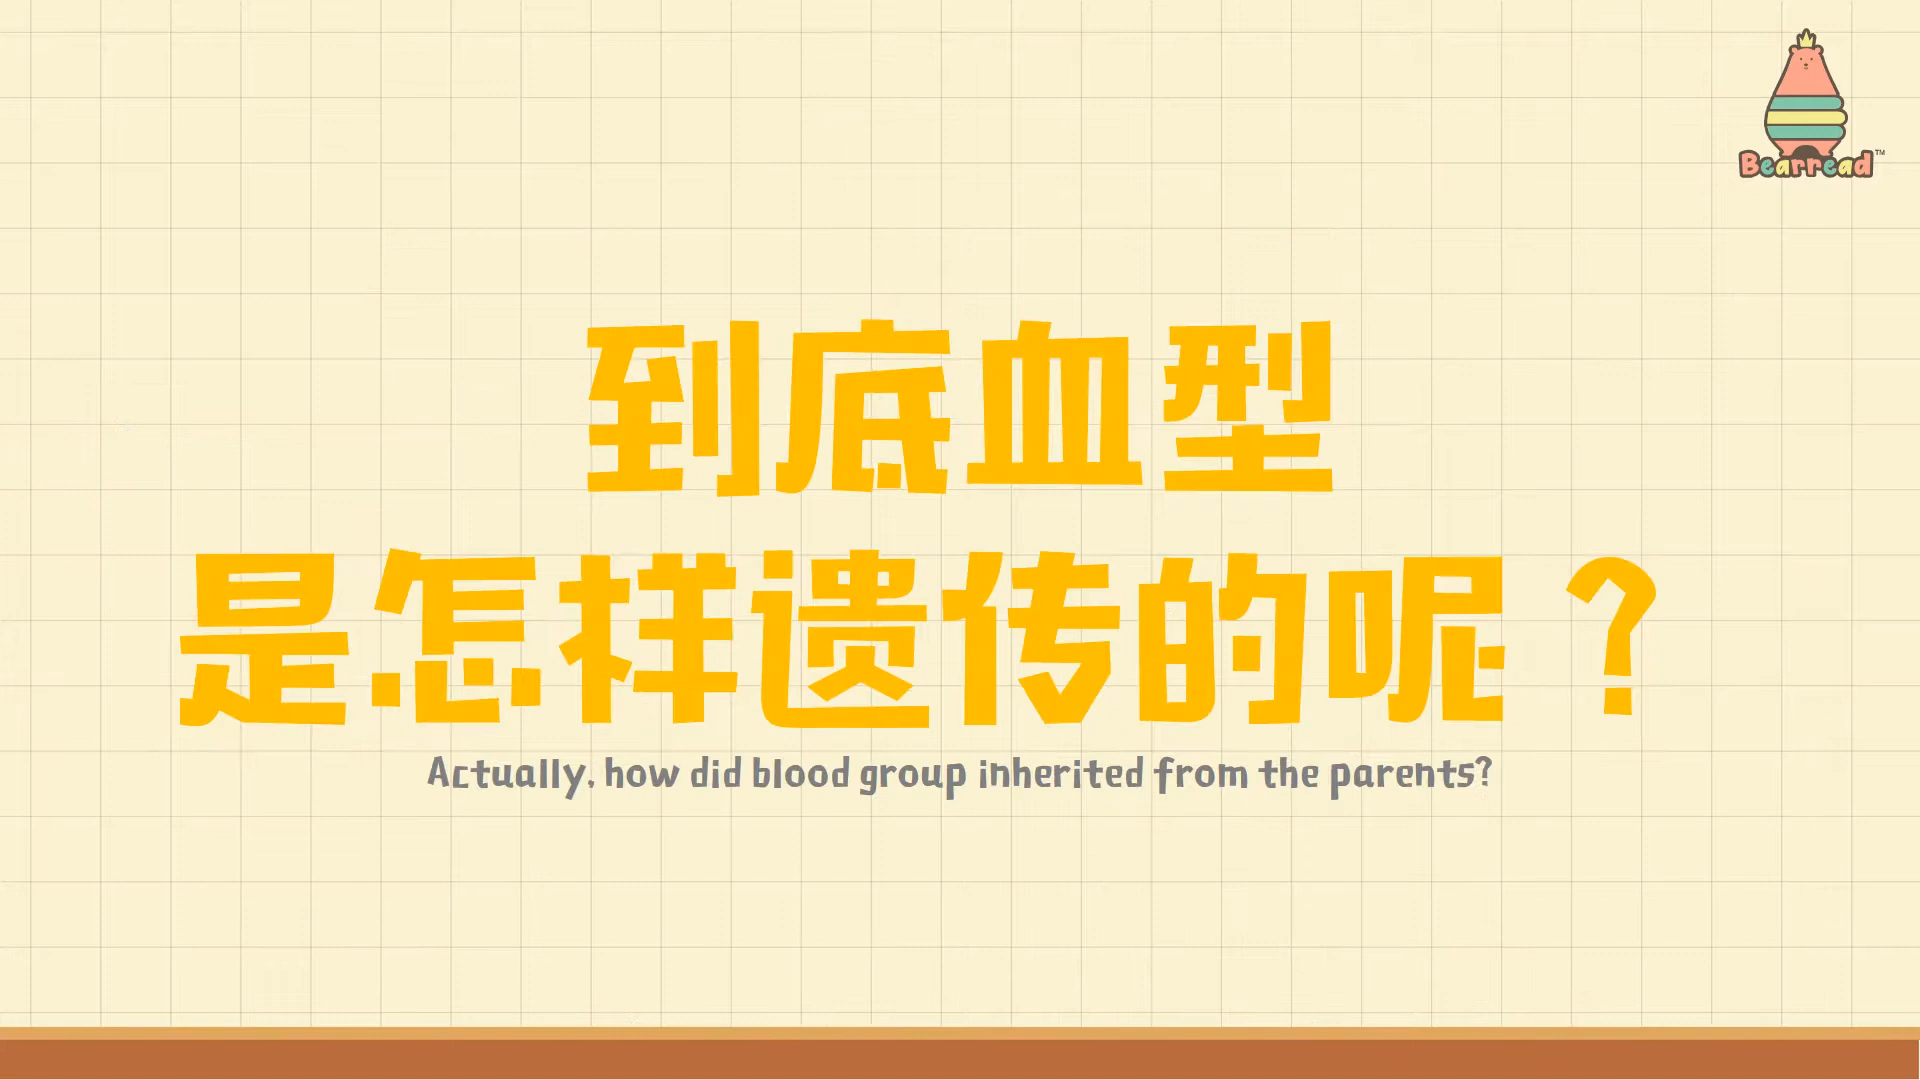 Bearread™
到底血型
是怎样遗传的呢？
Actually, how did blood group inherited from the parents?